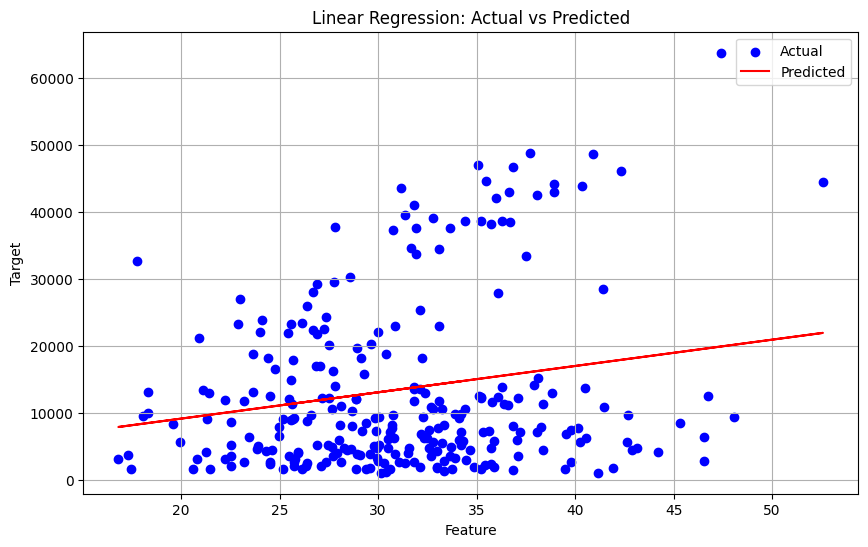 Linear Regression: Actual vs Predicted
Actual
Predicted
60000
50000
40000
30000
20000
10000
0
Target
20 25 30 35 40 45 50
Feature